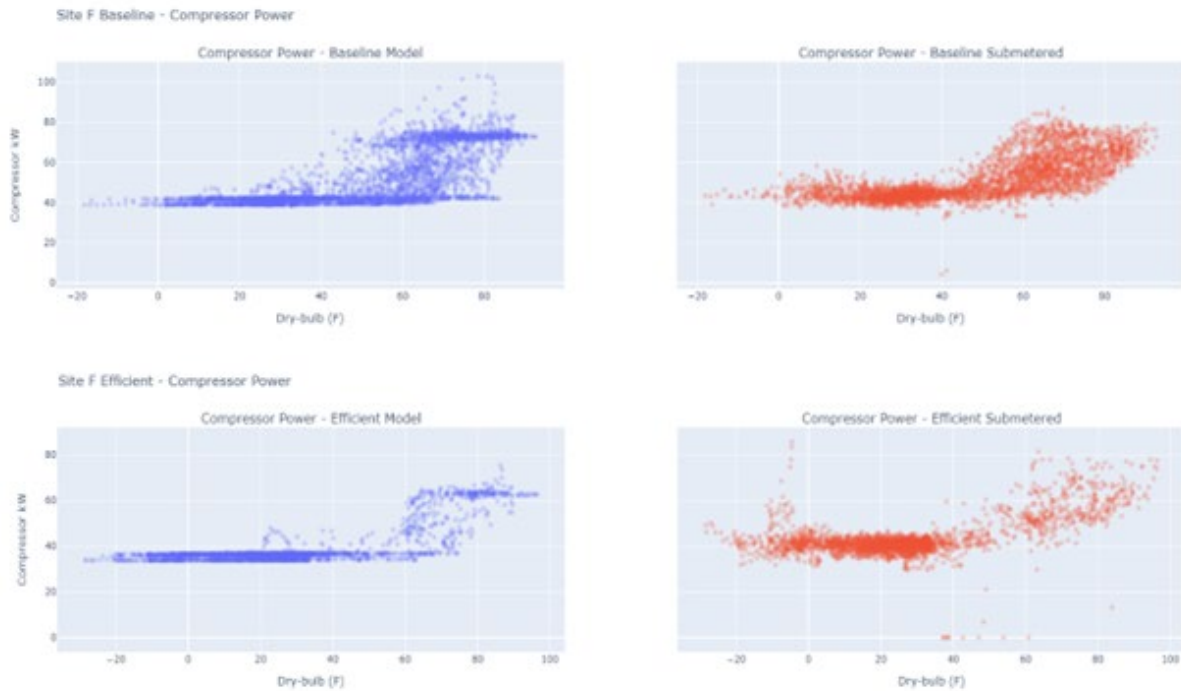 Site F Baseline - Compressor Power
Compressor Power - Baseline Model
Compressor Power - Baseline Submetered
Compressor kW
100
80
60
40
20
0
−20 0 20 40 60 80
Dry-bulb (F)
−20 0 20 40 60 80
Dry-bulb (F)
Site F Efficient - Compressor Power
Compressor Power - Efficient Model
Compressor Power - Efficient Submetered
Compressor kW
80
60
40
20
0
−20 0 20 40 60 80 100
Dry-bulb (F)
−20 0 20 40 60 80 100
Dry-bulb (F)